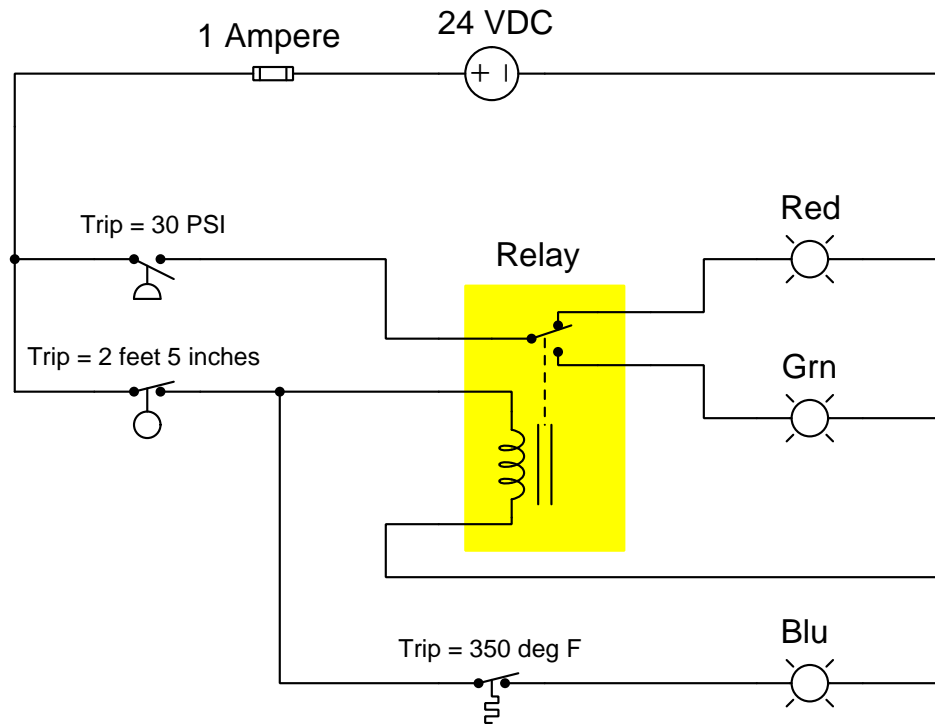 1 Ampere
24 VDC
+ −
Trip = 30 PSI
Red
Relay
Trip = 2 feet 5 inches
Grn
Trip = 350 deg F
Blu